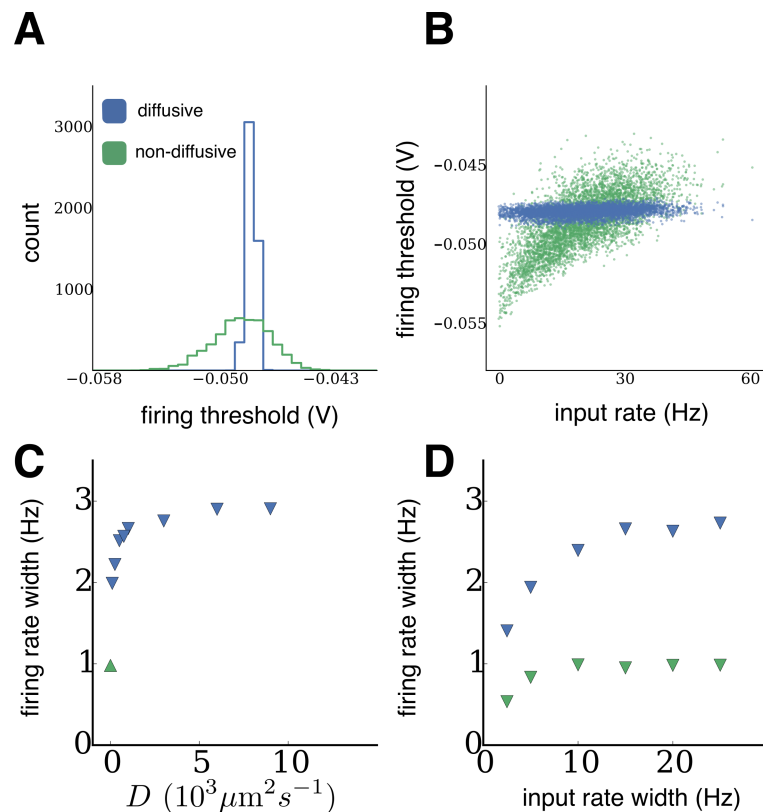 A
B
diffusive
non-diffusive
3000
2000
1000
count
−0.058
−0.050
−0.043
firing threshold (V)
−0.045
−0.050
−0.055
firing threshold (V)
0
30
60
input rate (Hz)
C
D
3
2
1
0
firing rate width (Hz)
0
5
10
D (10³μm²s⁻¹)
3
2
1
0
firing rate width (Hz)
0
10
20
input rate width (Hz)